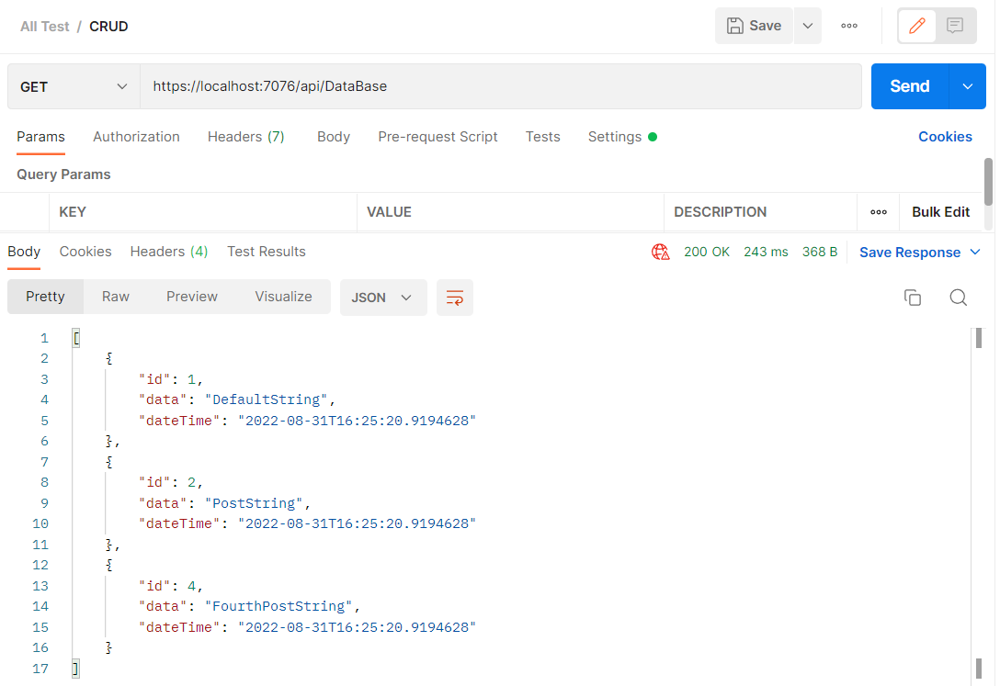 All Test / CRUD Save
GET https://localhost:7076/api/DataBase Send
Params Authorization Headers (7) Body Pre-request Script Tests Settings Cookies
Query Params
KEY VALUE DESCRIPTION Bulk Edit
Body Cookies Headers (4) Test Results 200 OK 243 ms 368 B Save Response
Pretty Raw Preview Visualize JSON
1 [
2 {
3 "id": 1,
4 "data": "DefaultString",
5 "dateTime": "2022-08-31T16:25:20.9194628"
6 },
7 {
8 "id": 2,
9 "data": "PostString",
10 "dateTime": "2022-08-31T16:25:20.9194628"
11 },
12 {
13 "id": 4,
14 "data": "FourthPostString",
15 "dateTime": "2022-08-31T16:25:20.9194628"
16 }
17 ]